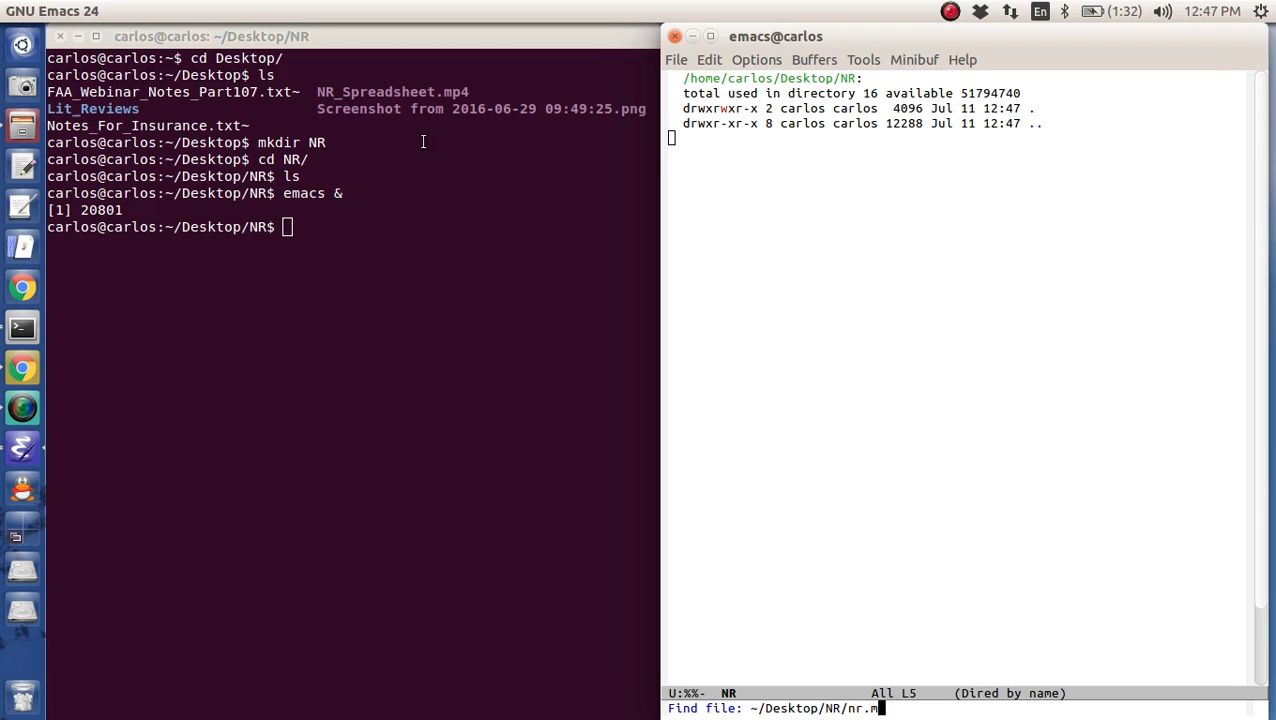 GNU Emacs 24
En
(1:32)
12:47 PM
carlos@carlos: ~/Desktop/NR
carlos@carlos:~$ cd Desktop/
carlos@carlos:~/Desktop$ ls
FAA_Webinar_Notes_Part107.txt~  NR_Spreadsheet.mp4
Lit_Reviews                     Screenshot from 2016-06-29 09:49:25.png
Notes_For_Insurance.txt~
carlos@carlos:~/Desktop$ mkdir NR
carlos@carlos:~/Desktop$ cd NR/
carlos@carlos:~/Desktop/NR$ ls
carlos@carlos:~/Desktop/NR$ emacs &
[1] 20801
carlos@carlos:~/Desktop/NR$
emacs@carlos
File Edit Options Buffers Tools Minibuf Help
/home/carlos/Desktop/NR:
total used in directory 16 available 51794740
drwxrwxr-x 2 carlos carlos  4096 Jul 11 12:47 .
drwxr-xr-x 8 carlos carlos 12288 Jul 11 12:47 ..
U:%%-  NR                 All L5     (Dired by name)
Find file: ~/Desktop/NR/nr.m